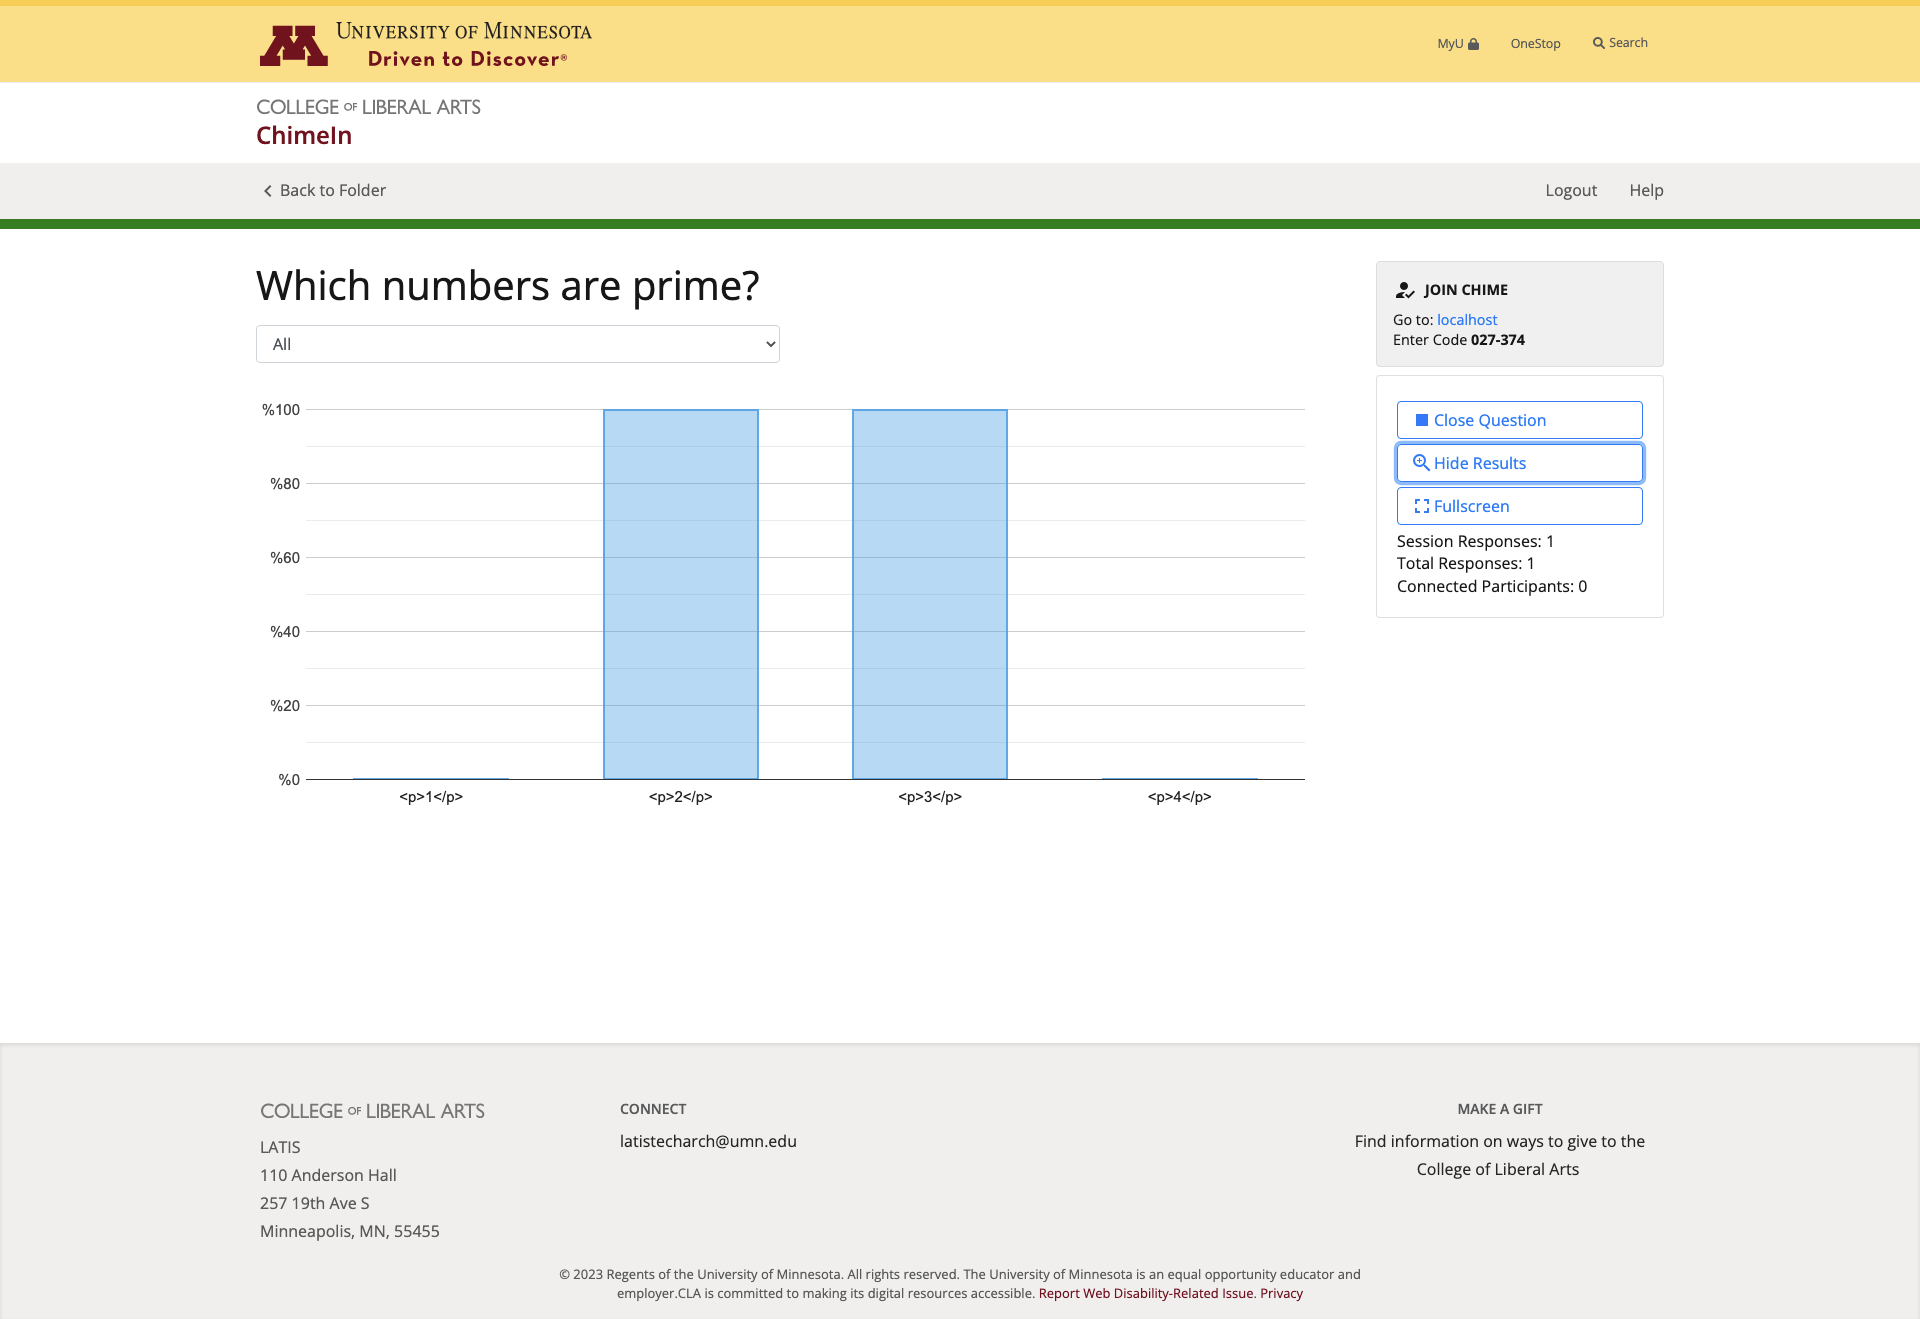 UNIVERSITY OF MINNESOTA
Driven to Discover®
MyU
OneStop
Search
COLLEGE OF LIBERAL ARTS
ChimeIn
Back to Folder
Logout
Help
Which numbers are prime?
All
JOIN CHIME
Go to: localhost
Enter Code 027-374
Close Question
Hide Results
Fullscreen
Session Responses: 1
Total Responses: 1
Connected Participants: 0
%100
%80
%60
%40
%20
%0
<p>1</p>
<p>2</p>
<p>3</p>
<p>4</p>
COLLEGE OF LIBERAL ARTS
LATIS
110 Anderson Hall
257 19th Ave S
Minneapolis, MN, 55455
CONNECT
latistecharch@umn.edu
MAKE A GIFT
Find information on ways to give to the
College of Liberal Arts
© 2023 Regents of the University of Minnesota. All rights reserved. The University of Minnesota is an equal opportunity educator and
employer.CLA is committed to making its digital resources accessible. Report Web Disability-Related Issue. Privacy